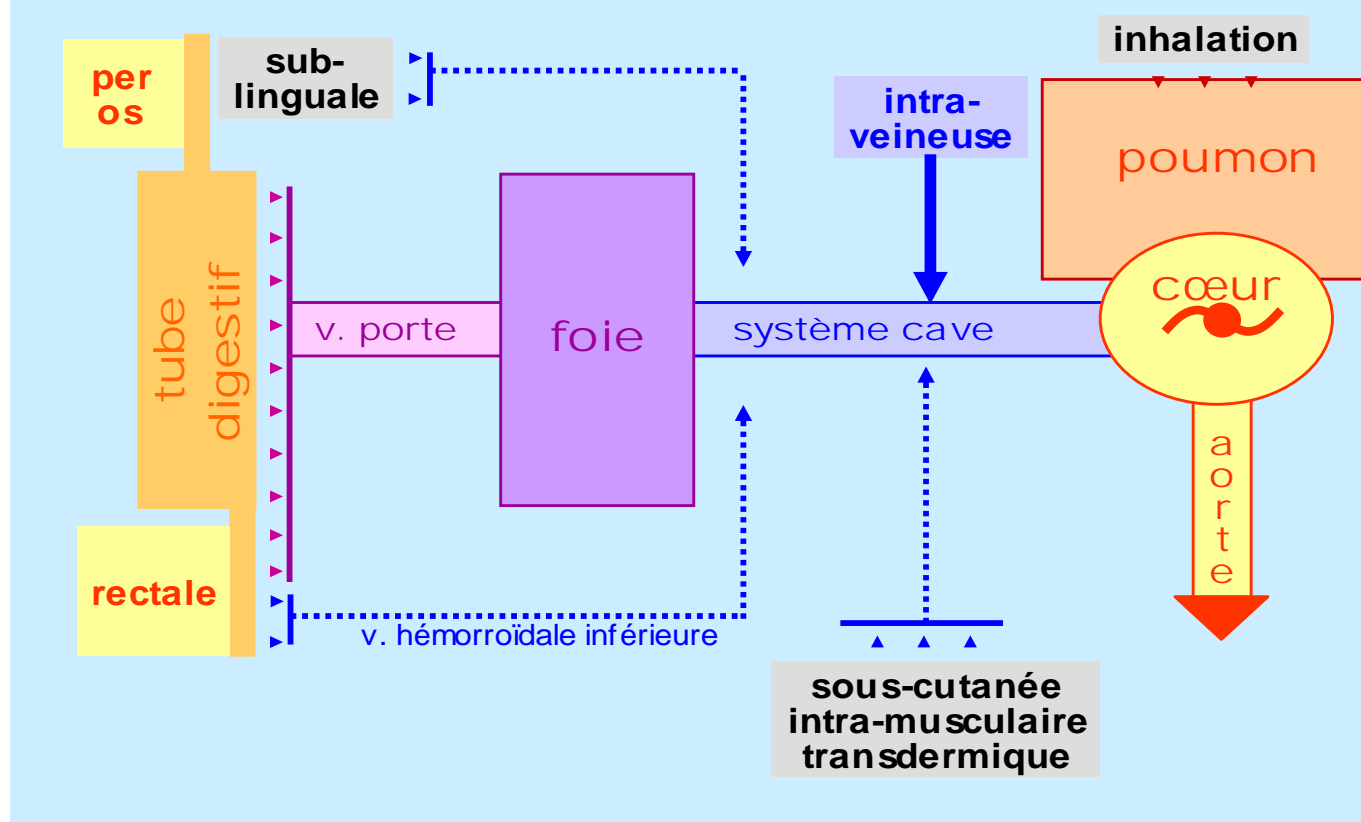 per
os
sub-
linguale
inhalation
intra-
veineuse
poumon
tube
digestif
v. porte
foie
système cave
cœur
aorte
rectale
v. hémorroïdale inférieure
sous-cutanée
intra-musculaire
transdermique